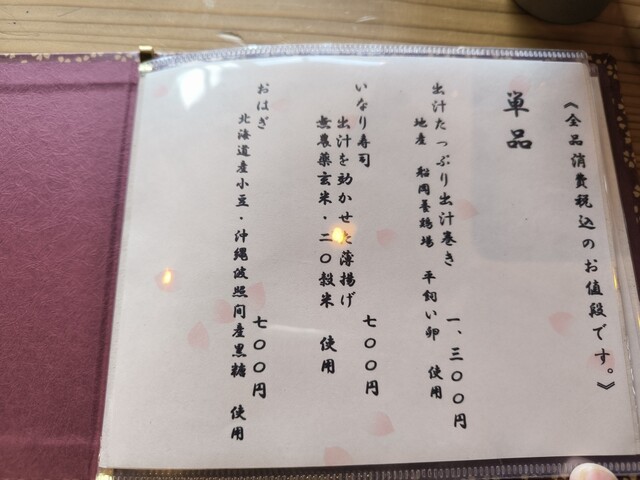 《全品消費税込のお値段です。》
単品
出汁たっぷり出汁巻き 一、三〇〇円
地産 船岡養鶏場 平飼い卵 使用
いなり寿司 七〇〇円
出汁を効かせた薄揚げ
無農薬玄米・二〇穀米 使用
おはぎ 七〇〇円
北海道産小豆・沖縄波照間産黒糖 使用